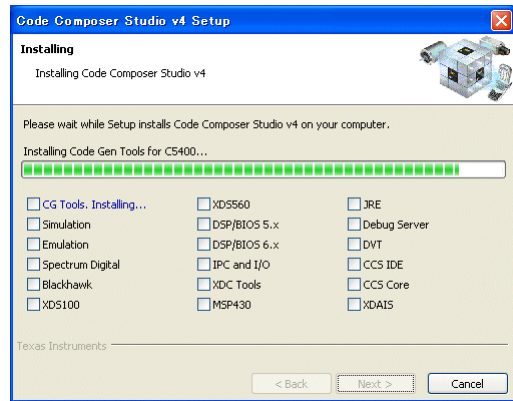 Code Composer Studio v4 Setup
Installing
Installing Code Composer Studio v4
Please wait while Setup installs Code Composer Studio v4 on your computer.
Installing Code Gen Tools for C5400...
CG Tools. Installing... XDS560 JRE
Simulation DSP/BIOS 5.x Debug Server
Emulation DSP/BIOS 6.x DVT
Spectrum Digital IPC and I/O CCS IDE
Blackhawk XDC Tools CCS Core
XDS100 MSP430 XDAIS
Texas Instruments
< Back Next > Cancel